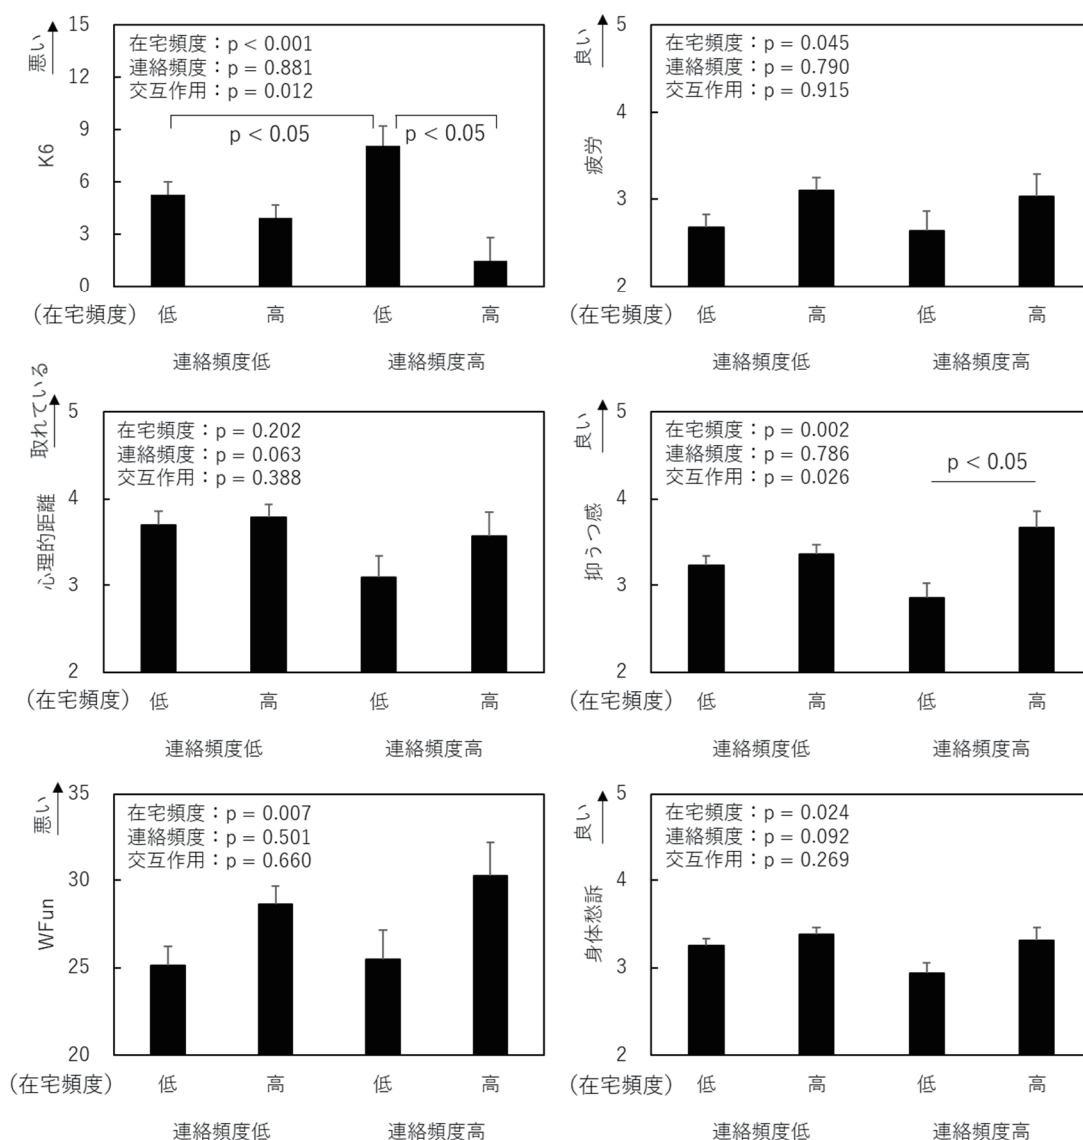 悪い
15
12
9
6
3
0
K6
在宅頻度：p < 0.001
連絡頻度：p = 0.881
交互作用：p = 0.012
p < 0.05
p < 0.05
(在宅頻度) 低 高 低 高
連絡頻度低 連絡頻度高
良い
5
4
3
2
疲労
在宅頻度：p = 0.045
連絡頻度：p = 0.790
交互作用：p = 0.915
低 高 低 高
連絡頻度低 連絡頻度高
取れている
5
4
3
2
心理的距離
在宅頻度：p = 0.202
連絡頻度：p = 0.063
交互作用：p = 0.388
(在宅頻度) 低 高 低 高
連絡頻度低 連絡頻度高
良い
5
4
3
2
抑うつ感
在宅頻度：p = 0.002
連絡頻度：p = 0.786
交互作用：p = 0.026
p < 0.05
(在宅頻度) 低 高 低 高
連絡頻度低 連絡頻度高
悪い
35
30
25
20
WFun
在宅頻度：p = 0.007
連絡頻度：p = 0.501
交互作用：p = 0.660
(在宅頻度) 低 高 低 高
連絡頻度低 連絡頻度高
良い
5
4
3
2
身体愁訴
在宅頻度：p = 0.024
連絡頻度：p = 0.092
交互作用：p = 0.269
(在宅頻度) 低 高 低 高
連絡頻度低 連絡頻度高